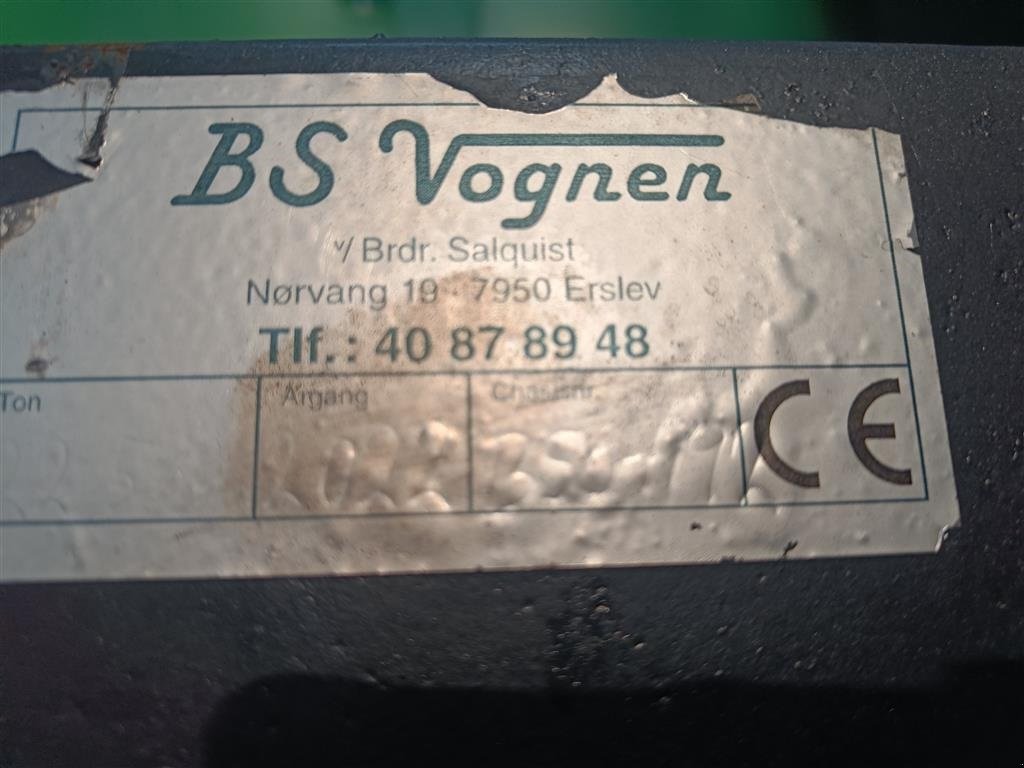 BS Vognen
v/ Brdr. Salquist
Nørvang 19 - 7950 Erslev
Tlf.: 40 87 89 48
Ton Årgang Chassisnr.
CE